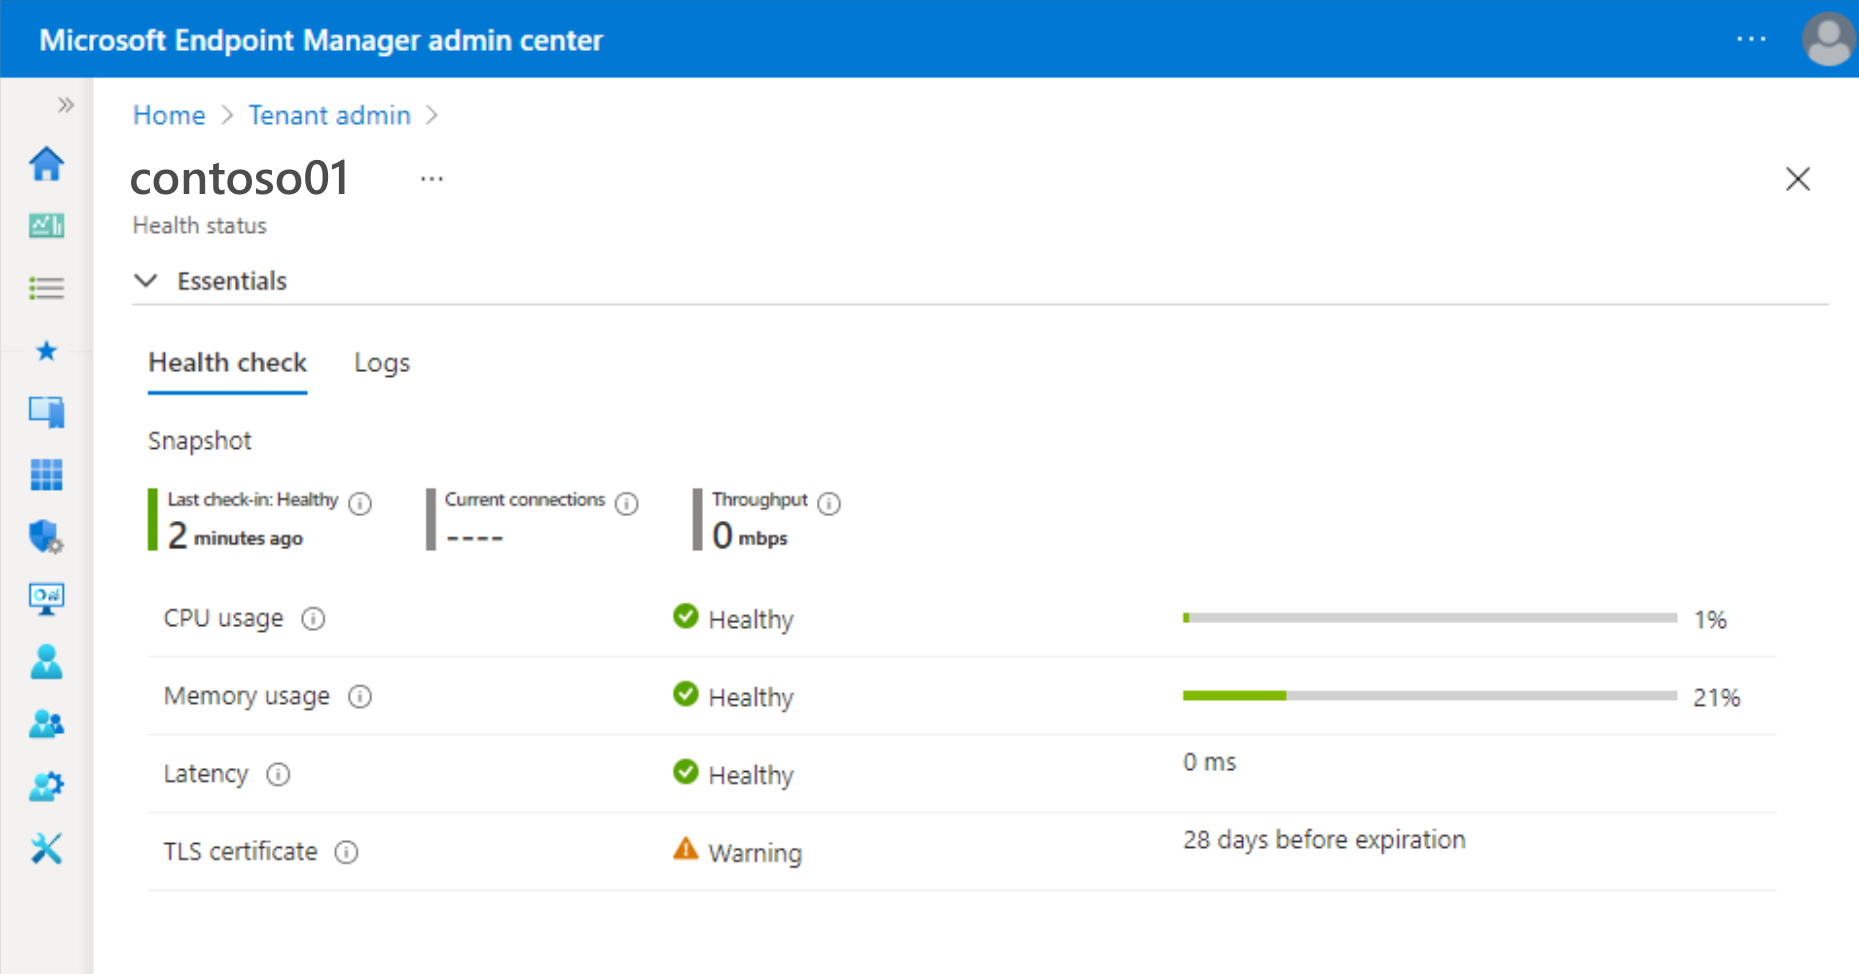 Microsoft Endpoint Manager admin center
Home > Tenant admin >
contoso01 ...
Health status
Essentials
Health check Logs
Snapshot
Last check-in: Healthy
2 minutes ago
Current connections
----
Throughput
0 mbps
CPU usage Healthy 1%
Memory usage Healthy 21%
Latency Healthy 0 ms
TLS certificate Warning 28 days before expiration